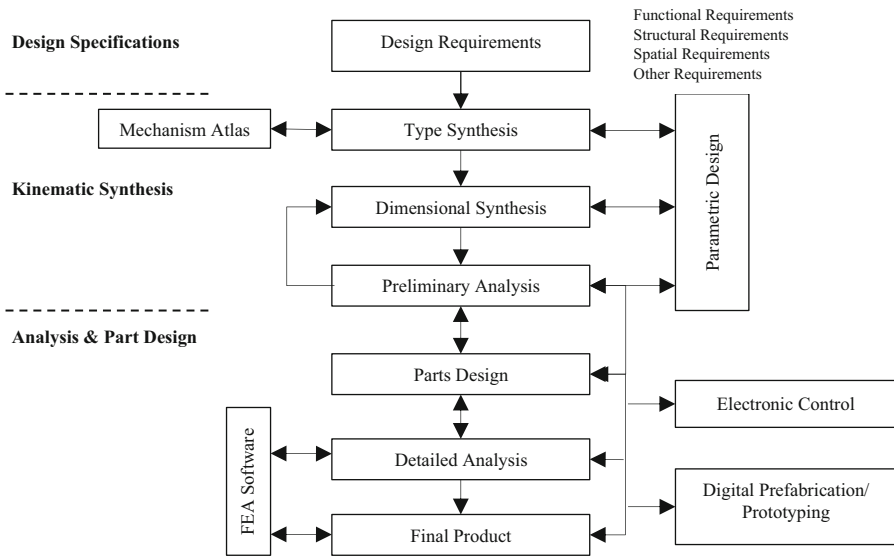 Design Specifications
Design Requirements
Functional Requirements
Structural Requirements
Spatial Requirements
Other Requirements
Mechanism Atlas
Type Synthesis
Parametric Design
Kinematic Synthesis
Dimensional Synthesis
Preliminary Analysis
Analysis & Part Design
Parts Design
Electronic Control
FEA Software
Detailed Analysis
Digital Prefabrication/
Prototyping
Final Product